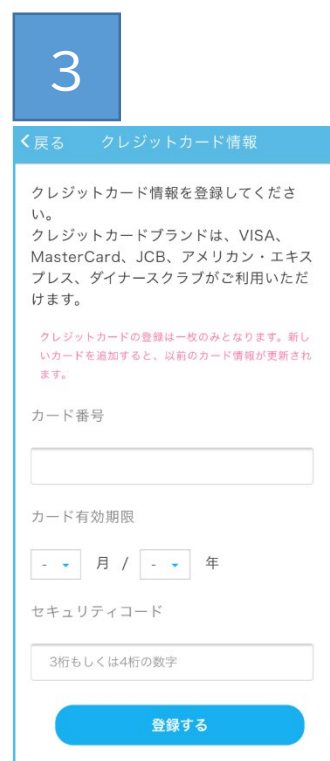 3
戻る クレジットカード情報
クレジットカード情報を登録してくださ
い。
クレジットカードブランドは、VISA、
MasterCard、JCB、アメリカン・エキス
プレス、ダイナースクラブがご利用いただ
けます。
クレジットカードの登録は一枚のみとなります。新し
いカードを追加すると、以前のカード情報が更新され
ます。
カード番号
カード有効期限
- 月 / - 年
セキュリティコード
3桁もしくは4桁の数字
登録する